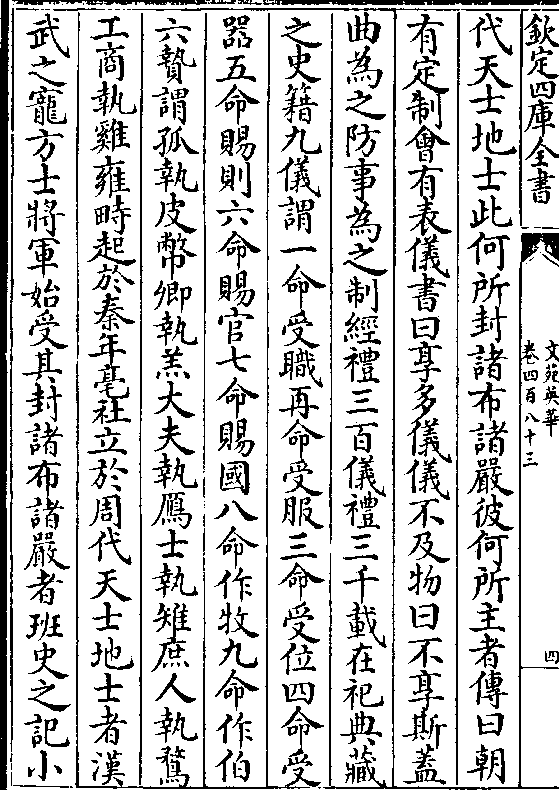 欽定四庫全書
文苑英華
卷四百八十三
四
代天士地士此何所封諸布諸嚴彼何所主者傳曰朝
有定制會有表儀書曰享多儀儀不及物曰不享斯蓋
曲為之防事為之制經禮三百儀禮三千載在祀典藏
之史籍九儀謂一命受職再命受服三命受位四命受
器五命賜則六命賜官七命賜國八命作牧九命作伯
六贄謂孤執皮幣卿執羔大夫執鴈士執雉庶人執鶩
工商執雞雍畤起於秦年亳社立於周代天士地士者漢
武之寵方士將軍始受其封諸布諸嚴者班史之記小